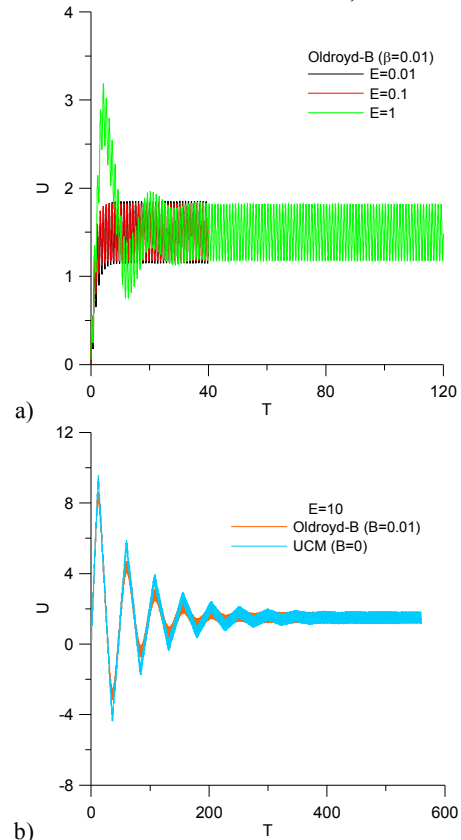 4
Oldroyd-B (β=0.01)
E=0.01
E=0.1
E=1
3
U
2
1
0
0 40 80 120
T
a)
12
E=10
Oldroyd-B (B=0.01)
UCM (B=0)
8
4
U
0
-4
-8
0 200 400 600
T
b)